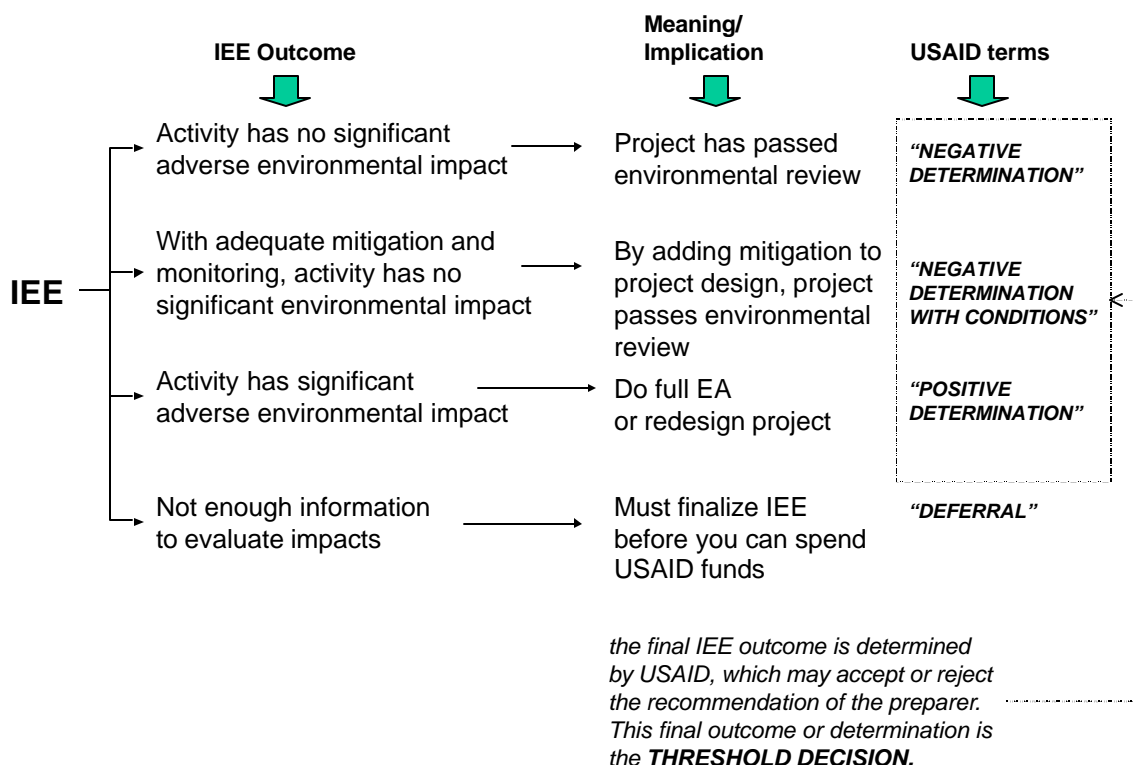 IEE Outcome
Meaning/
Implication
USAID terms
IEE
Activity has no significant
adverse environmental impact
Project has passed
environmental review
“NEGATIVE
DETERMINATION”
With adequate mitigation and
monitoring, activity has no
significant environmental impact
By adding mitigation to
project design, project
passes environmental
review
“NEGATIVE
DETERMINATION
WITH CONDITIONS”
Activity has significant
adverse environmental impact
Do full EA
or redesign project
“POSITIVE
DETERMINATION”
Not enough information
to evaluate impacts
Must finalize IEE
before you can spend
USAID funds
“DEFERRAL”
the final IEE outcome is determined
by USAID, which may accept or reject
the recommendation of the preparer.
This final outcome or determination is
the THRESHOLD DECISION.